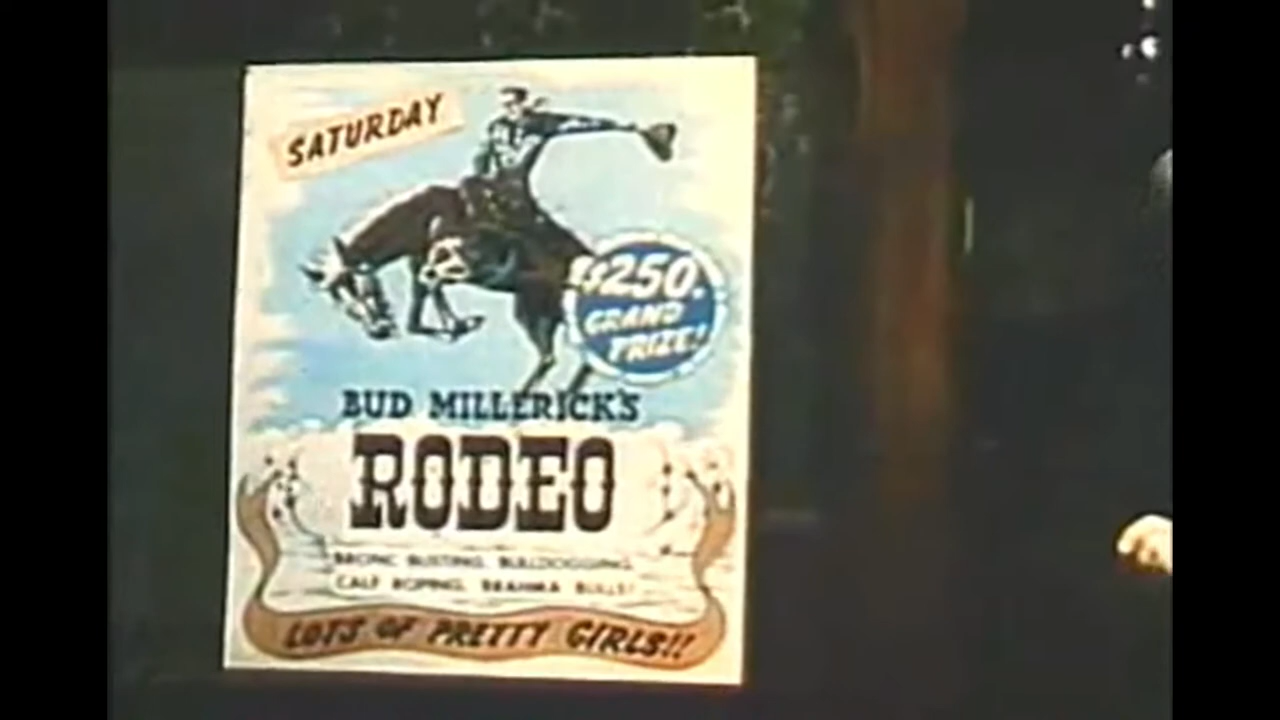 SATURDAY
$250.
GRAND
PRIZE!
BUD MILLERICK'S
RODEO
BRONC BUSTING, BULLDOGGING,
CALF ROPING, BRAHMA BULLS!
LOTS OF PRETTY GIRLS!!